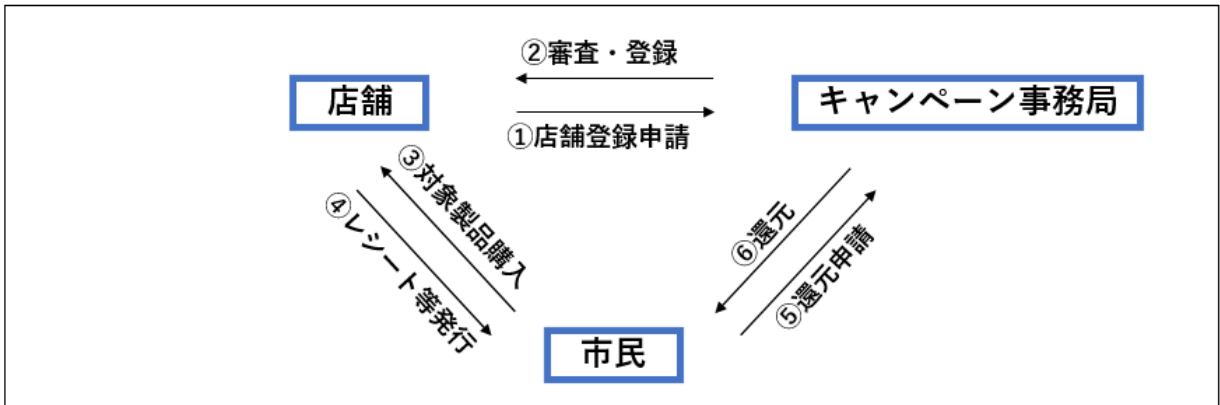 ②審査・登録
店舗
キャンペーン事務局
①店舗登録申請
③対象製品購入
④レシート等発行
⑥還元
⑤還元申請
市民